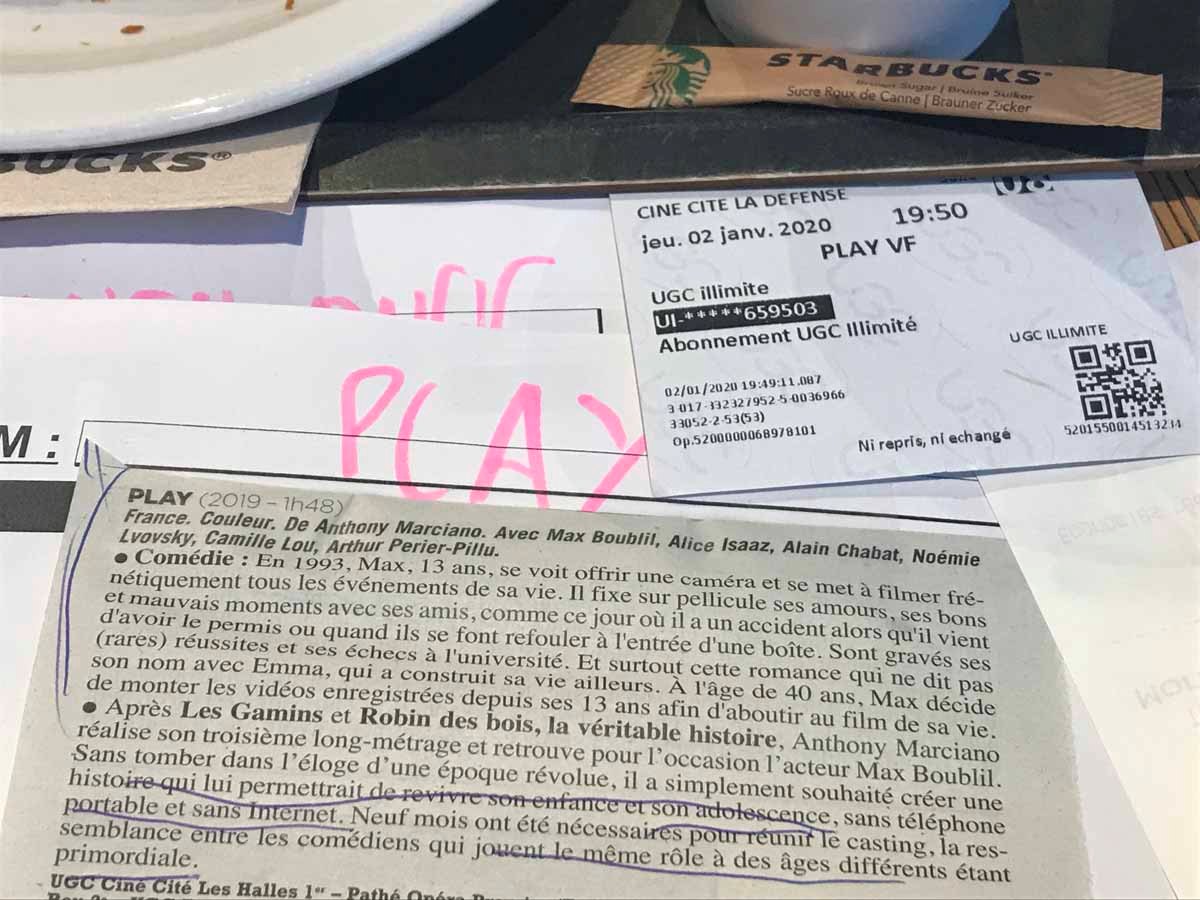 STARBUCKS®
Brown Sugar | Bruine Suiker
Sucre Roux de Canne | Brauner Zucker
BUCKS®
CINE CITE LA DEFENSE
jeu. 02 janv. 2020 19:50
PLAY VF
UGC illimite
UI-*****659503
Abonnement UGC Illimité
UGC ILLIMITE
02/01/2020 19:49:11.087
3 017-332327952-5-0036966
33052-2-53(53)
Op.5200000068978101
Ni repris, ni echangé
5201550014513234
PLAY
M :
PLAY (2019 – 1h48)
France. Couleur. De Anthony Marciano. Avec Max Boublil, Alice Isaaz, Alain Chabat, Noémie
Lvovsky, Camille Lou, Arthur Perier-Pillu.
● Comédie : En 1993, Max, 13 ans, se voit offrir une caméra et se met à filmer fré-
nétiquement tous les événements de sa vie. Il fixe sur pellicule ses amours, ses bons
et mauvais moments avec ses amis, comme ce jour où il a un accident alors qu'il vient
d'avoir le permis ou quand ils se font refouler à l'entrée d'une boîte. Sont gravés ses
(rares) réussites et ses échecs à l'université. Et surtout cette romance qui ne dit pas
son nom avec Emma, qui a construit sa vie ailleurs. À l'âge de 40 ans, Max décide
de monter les vidéos enregistrées depuis ses 13 ans afin d'aboutir au film de sa vie.
● Après Les Gamins et Robin des bois, la véritable histoire, Anthony Marciano
réalise son troisième long-métrage et retrouve pour l'occasion l'acteur Max Boublil.
Sans tomber dans l'éloge d'une époque révolue, il a simplement souhaité créer une
histoire qui lui permettrait de revivre son enfance et son adolescence, sans téléphone
portable et sans Internet. Neuf mois ont été nécessaires pour réunir le casting, la res-
semblance entre les comédiens qui jouent le même rôle à des âges différents étant
primordiale.
UGC Ciné Cité Les Halles 1er – Pathé